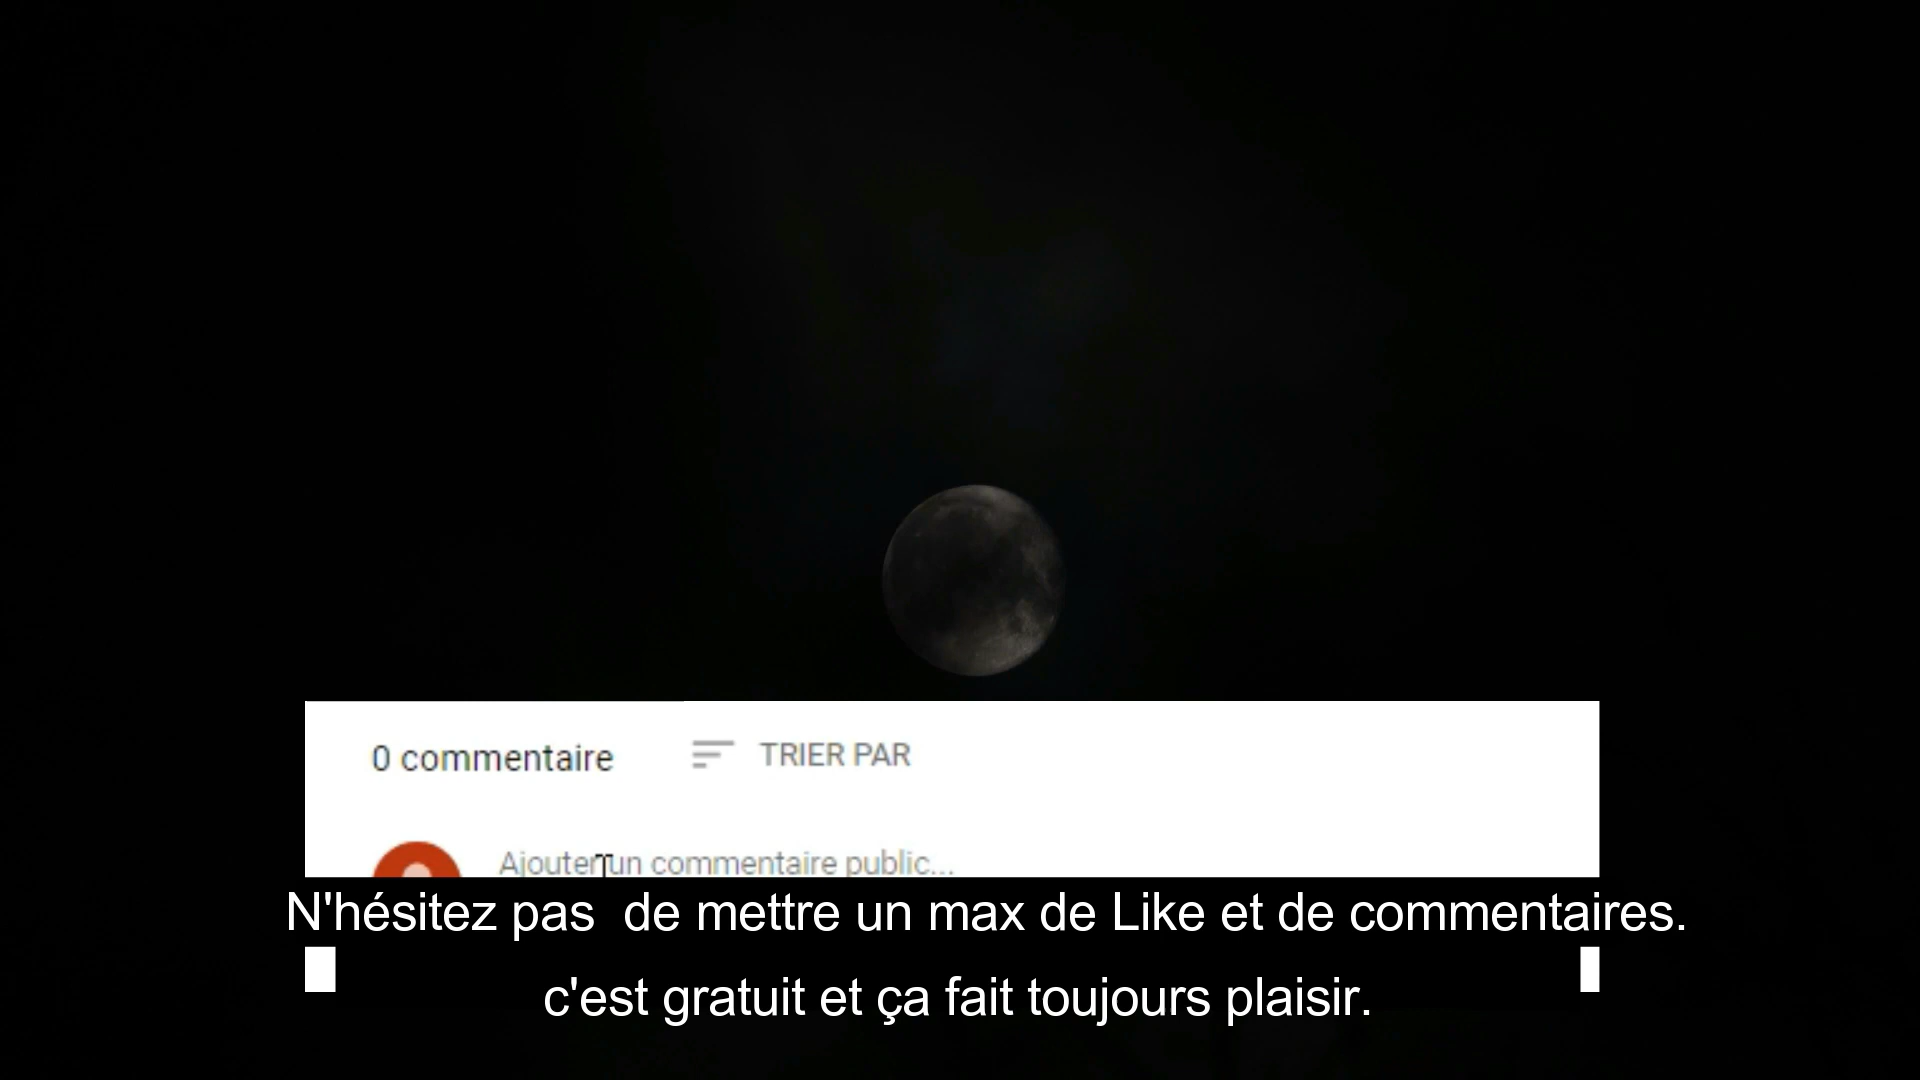 0 commentaire TRIER PAR
Ajouter un commentaire public...
N'hésitez pas  de mettre un max de Like et de commentaires.
c'est gratuit et ça fait toujours plaisir.